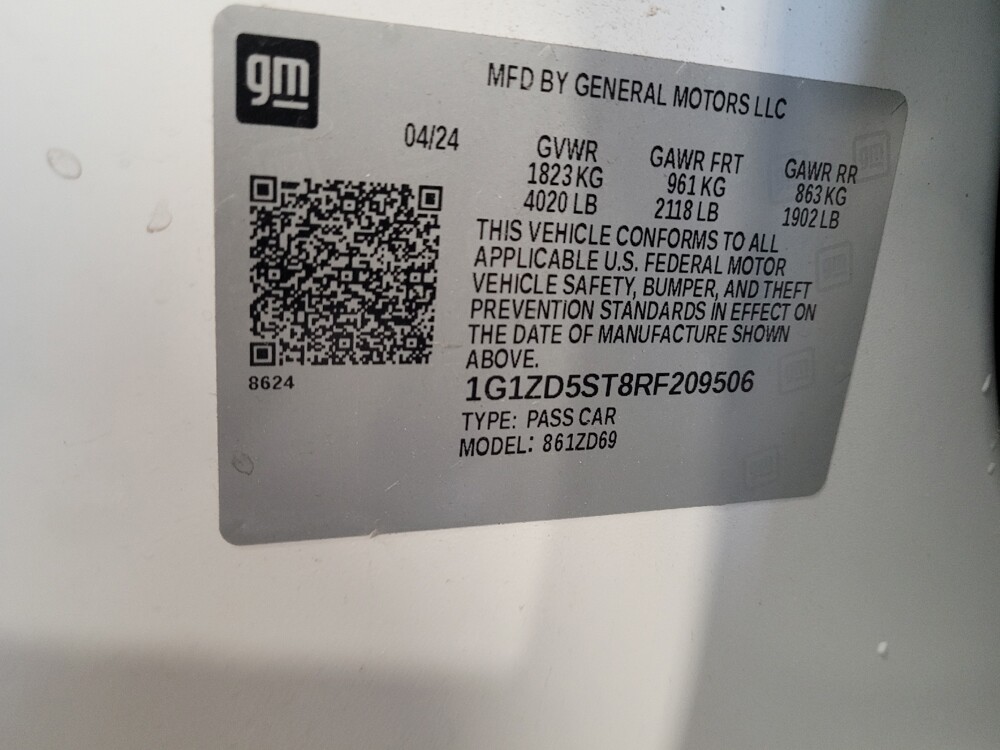 gm
MFD BY GENERAL MOTORS LLC
04/24
GVWR
1823 KG
4020 LB
GAWR FRT
961 KG
2118 LB
GAWR RR
863 KG
1902 LB
THIS VEHICLE CONFORMS TO ALL
APPLICABLE U.S. FEDERAL MOTOR
VEHICLE SAFETY, BUMPER, AND THEFT
PREVENTION STANDARDS IN EFFECT ON
THE DATE OF MANUFACTURE SHOWN
ABOVE.
8624
1G1ZD5ST8RF209506
TYPE: PASS CAR
MODEL: 861ZD69